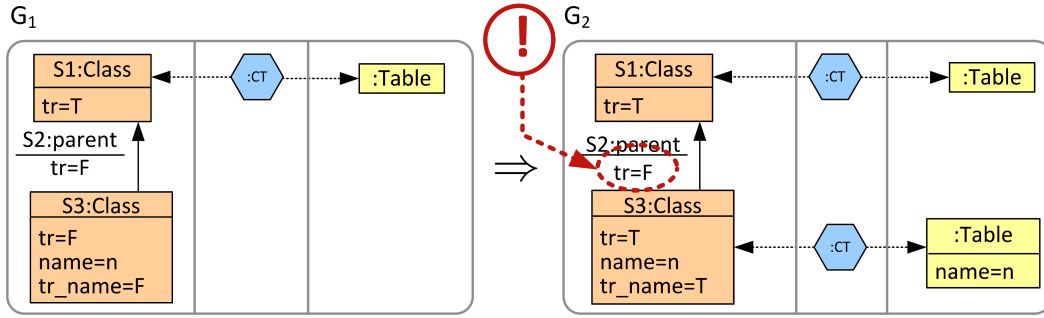 G1
S1:Class
tr=T
:CT
:Table
S2:parent
tr=F
S3:Class
tr=F
name=n
tr_name=F
⇒
!
G2
S1:Class
tr=T
:CT
:Table
S2:parent
tr=F
S3:Class
tr=T
name=n
tr_name=T
:CT
:Table
name=n